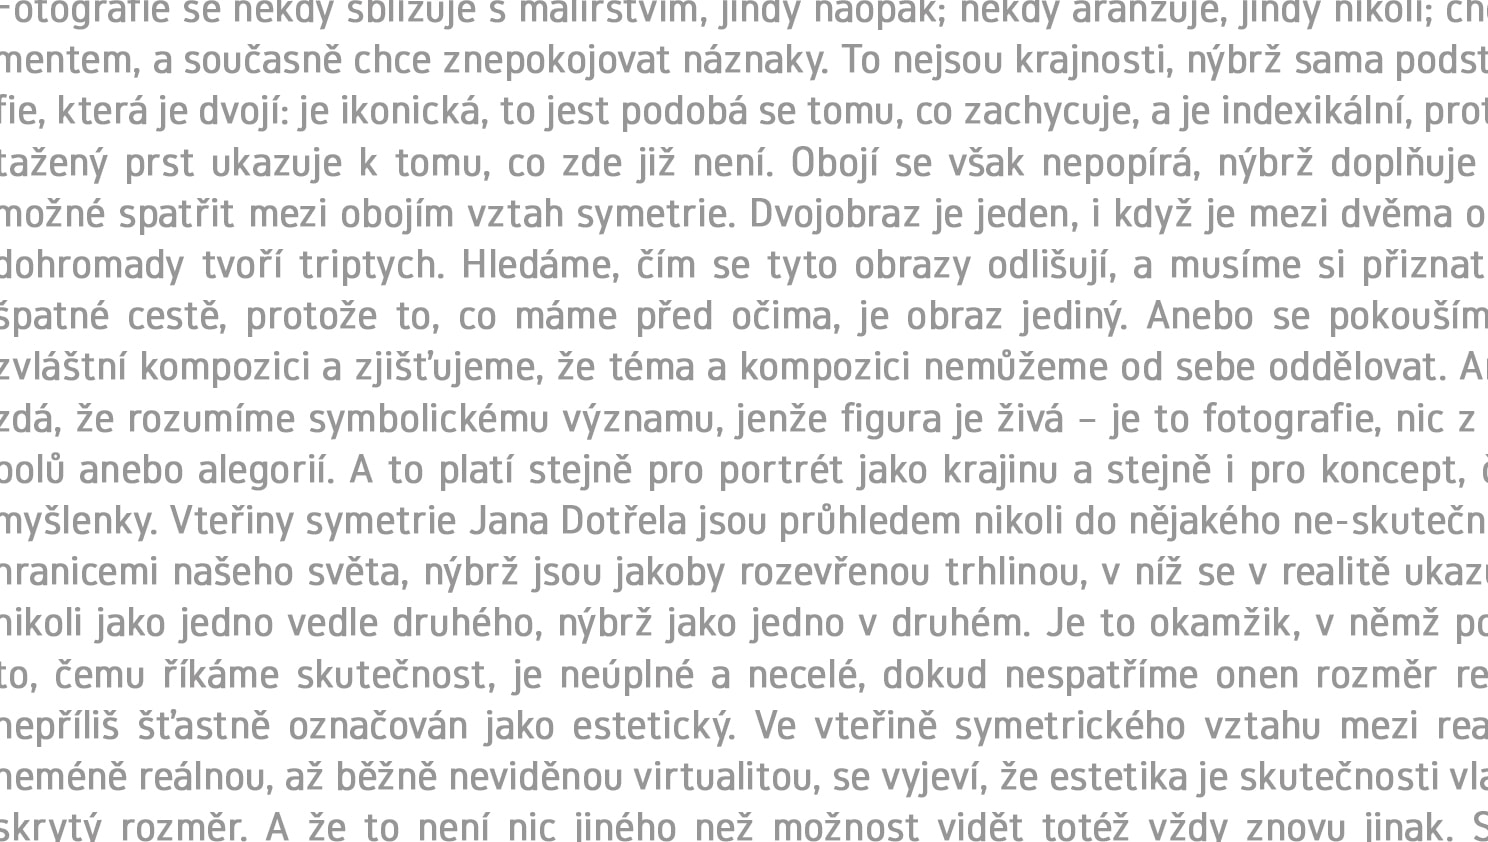 Fotografie se někdy sbližuje s malířstvím, jindy naopak; někdy aranžuje, jindy nikoli;
mentem, a současně chce znepokojovat náznaky. To nejsou krajnosti, nýbrž sama podst
fie, která je dvojí: je ikonická, to jest podobá se tomu, co zachycuje, a je indexikální, prot
tažený prst ukazuje k tomu, co zde již není. Obojí se však nepopírá, nýbrž doplňuje
možné spatřit mezi obojím vztah symetrie. Dvojobraz je jeden, i když je mezi dvěma o
dohromady tvoří triptych. Hledáme, čím se tyto obrazy odlišují, a musíme si přiznat
špatné cestě, protože to, co máme před očima, je obraz jediný. Anebo se pokouším
zvláštní kompozici a zjišťujeme, že téma a kompozici nemůžeme od sebe oddělovat.
zdá, že rozumíme symbolickému významu, jenže figura je živá – je to fotografie, nic z
bolů anebo alegorií. A to platí stejně pro portrét jako krajinu a stejně i pro koncept,
myšlenky. Vteřiny symetrie Jana Dotřela jsou průhledem nikoli do nějakého ne-skutečn
hranicemi našeho světa, nýbrž jsou jakoby rozevřenou trhlinou, v níž se v realitě ukazu
nikoli jako jedno vedle druhého, nýbrž jako jedno v druhém. Je to okamžik, v němž po
to, čemu říkáme skutečnost, je neúplné a necelé, dokud nespatříme onen rozměr re
nepříliš šťastně označován jako estetický. Ve vteřině symetrického vztahu mezi rea
neméně reálnou, až běžně neviděnou virtualitou, se vyjeví, že estetika je skutečnosti vla
skrytý rozměr. A že to není nic jiného než možnost vidět totéž vždy znovu jinak. S